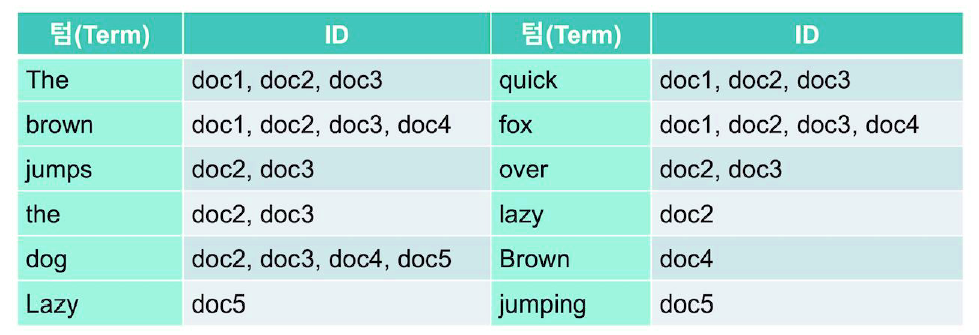 텀(Term) ID 텀(Term) ID
The doc1, doc2, doc3 quick doc1, doc2, doc3
brown doc1, doc2, doc3, doc4 fox doc1, doc2, doc3, doc4
jumps doc2, doc3 over doc2, doc3
the doc2, doc3 lazy doc2
dog doc2, doc3, doc4, doc5 Brown doc4
Lazy doc5 jumping doc5